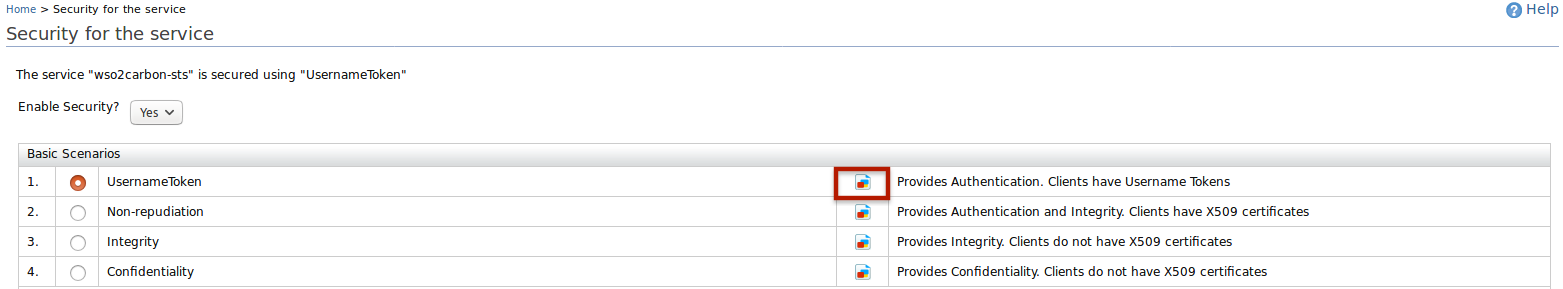 Home > Security for the service
Help
Security for the service
The service "wso2carbon-sts" is secured using "UsernameToken"
Enable Security? Yes
Basic Scenarios
1. UsernameToken Provides Authentication. Clients have Username Tokens
2. Non-repudiation Provides Authentication and Integrity. Clients have X509 certificates
3. Integrity Provides Integrity. Clients do not have X509 certificates
4. Confidentiality Provides Confidentiality. Clients do not have X509 certificates